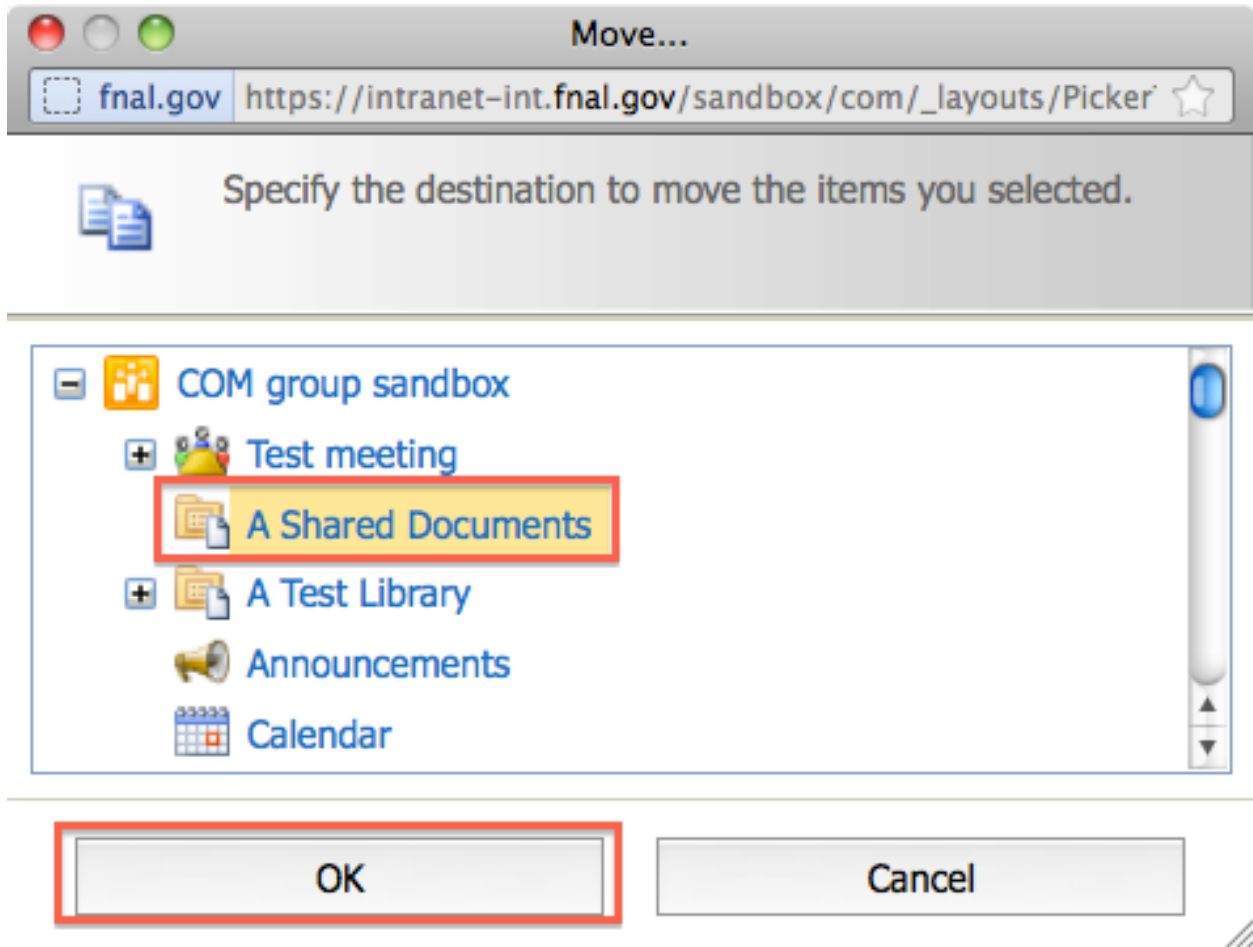 Move...
fnal.gov https://intranet-int.fnal.gov/sandbox/com/_layouts/Picker
Specify the destination to move the items you selected.
COM group sandbox
Test meeting
A Shared Documents
A Test Library
Announcements
Calendar
OK Cancel